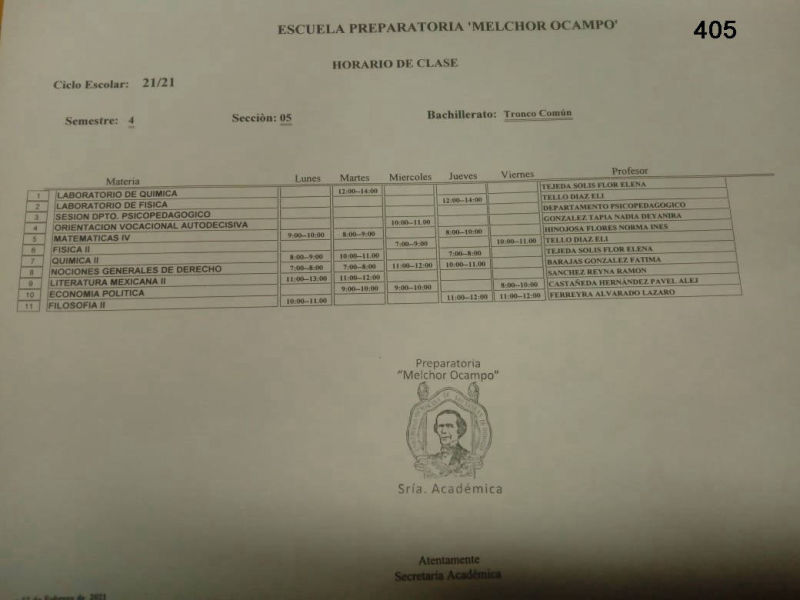 ESCUELA PREPARATORIA 'MELCHOR OCAMPO'
405
HORARIO DE CLASE
Ciclo Escolar: 21/21
Semestre: 4 Secciòn: 05 Bachillerato: Tronco Común
Materia Lunes Martes Miercoles Jueves Viernes Profesor
1 LABORATORIO DE QUIMICA 12:00--14:00 TEJEDA SOLIS FLOR ELENA
2 LABORATORIO DE FISICA 12:00--14:00 TELLO DIAZ ELI
3 SESION DPTO. PSICOPEDAGOGICO DEPARTAMENTO PSICOPEDAGOGICO
4 ORIENTACION VOCACIONAL AUTODECISIVA 10:00--11.00 GONZALEZ TAPIA NADIA DEYANIRA
5 MATEMATICAS IV 9:00--10:00 8:00--9:00 8:00--10:00 HINOJOSA FLORES NORMA INES
6 FISICA II 7:00--9:00 10:00--11.00 TELLO DIAZ ELI
7 QUIMICA II 8:00--9:00 10:00--11.00 7:00--8:00 TEJEDA SOLIS FLOR ELENA
8 NOCIONES GENERALES DE DERECHO 7:00--8:00 7:00--8:00 11:00--12:00 10:00--11.00 BARAJAS GONZALEZ FATIMA
9 LITERATURA MEXICANA II 11:00--13:00 11:00--12:00 SANCHEZ REYNA RAMON
10 ECONOMIA POLITICA 9:00--10:00 9:00--10:00 8:00--10:00 CASTAÑEDA HERNÁNDEZ PAVEL ALEJ
11 FILOSOFIA II 10:00--11.00 11:00--12:00 11:00--12:00 FERREYRA ALVARADO LAZARO
Preparatoria
"Melchor Ocampo"
Sría. Académica
Atentamente
Secretaria Académica
de Febrero de 2021